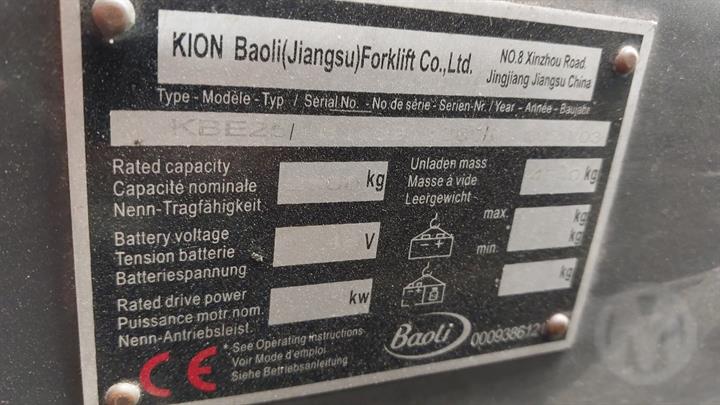 KION Baoli(Jiangsu)Forklift Co.,Ltd.
NO.8 Xinzhou Road.
Jingjiang Jiangsu China
Type - Modèle - Typ / Serial No. - No de série - Serien-Nr. / Year - Année - Baujahr
KBE25/
Rated capacity
Capacité nominale
Nenn-Tragfähigkeit
kg
Unladen mass
Masse à vide
Leergewicht
kg
Battery voltage
Tension batterie
Batteriespannung
V
max.
kg
min.
kg
Rated drive power
Puissance motr.nom.
Nenn-Antriebsleist.
kw
kg
CE
* See Operating instructions
Voir Mode d'emploi
Siehe Betriebsanleitung
Baoli